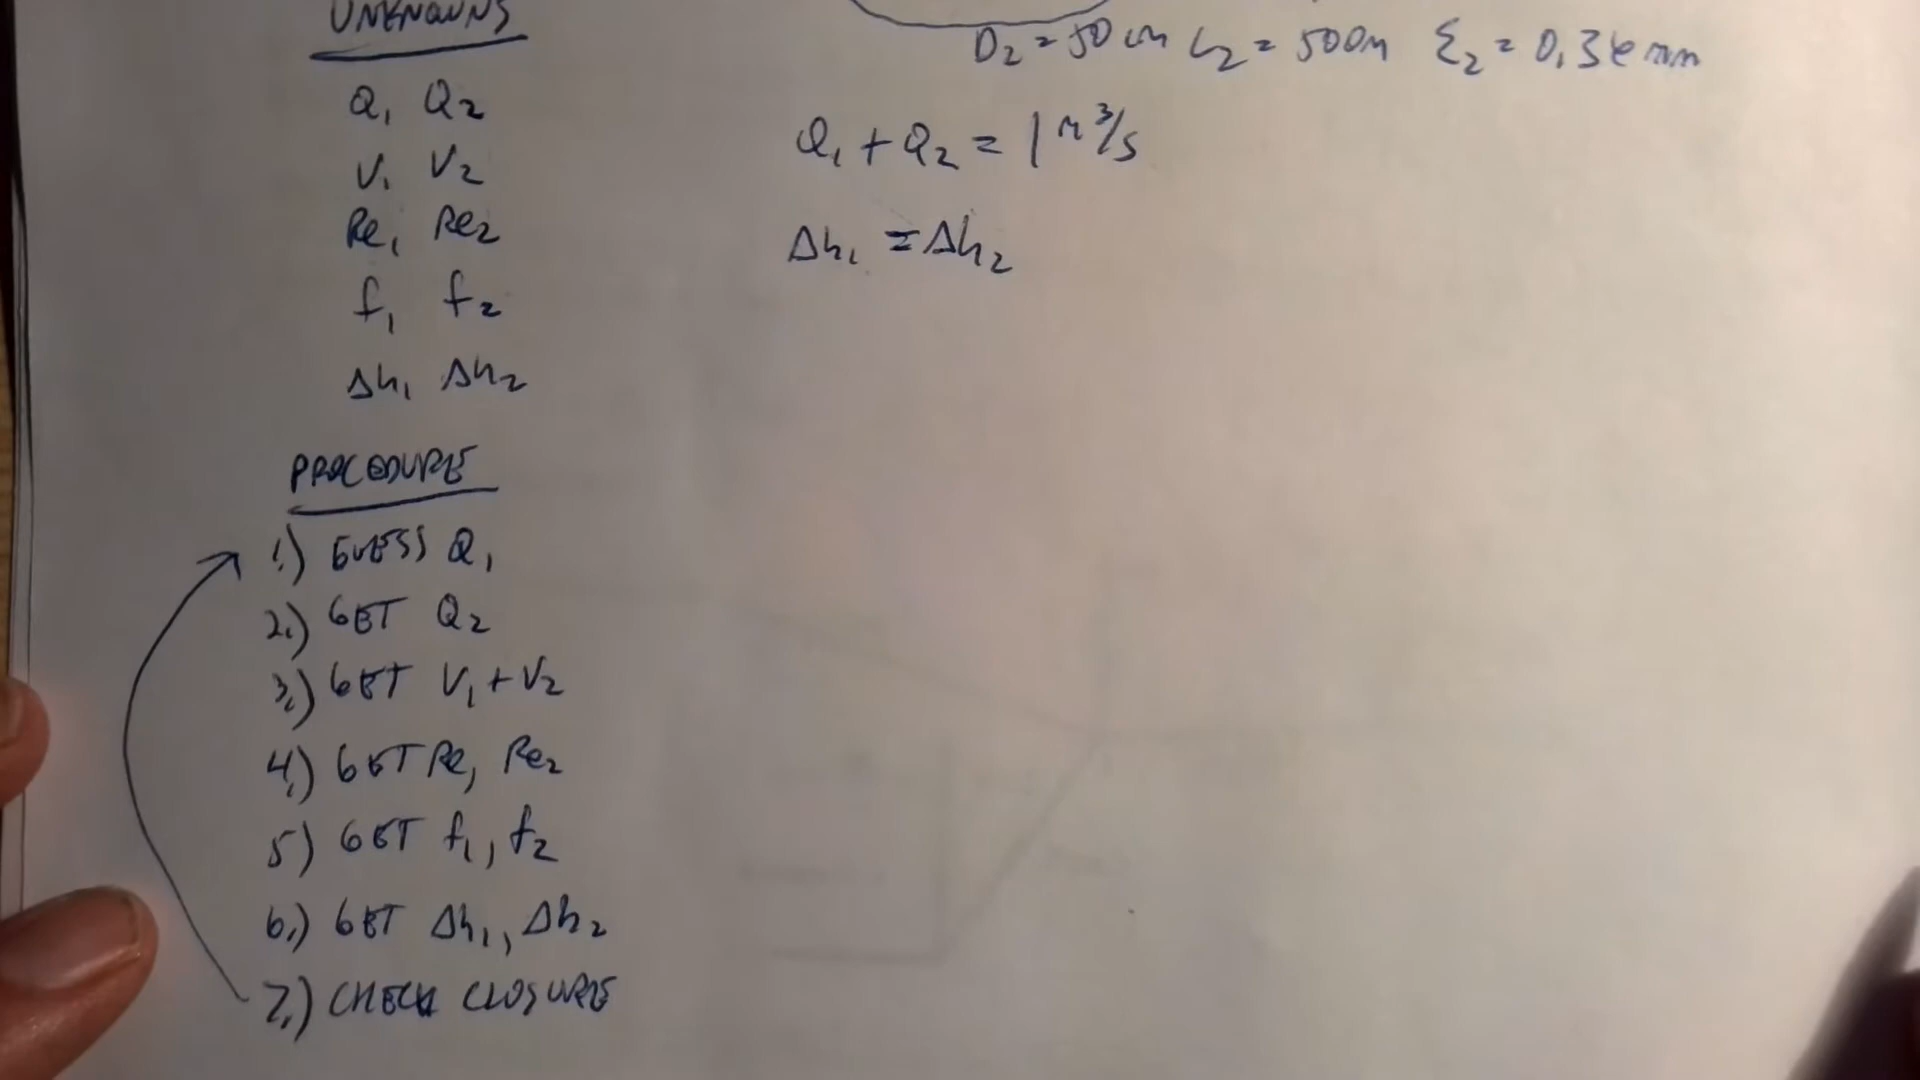 UNKNOWNS
Q₁ Q₂
V₁ V₂
Re₁ Re₂
f₁ f₂
Δh₁ Δh₂
PROCEDURE
1.) GUESS Q₁
2.) GET Q₂
3.) GET V₁ + V₂
4.) GET Re₁ Re₂
5.) GET f₁, f₂
6.) GET Δh₁, Δh₂
7.) CHECK CLOSURE
D₂ = 50 cm L₂ = 500m ε₂ = 0,36 mm
Q₁ + Q₂ = 1 m³/s
Δh₁ = Δh₂